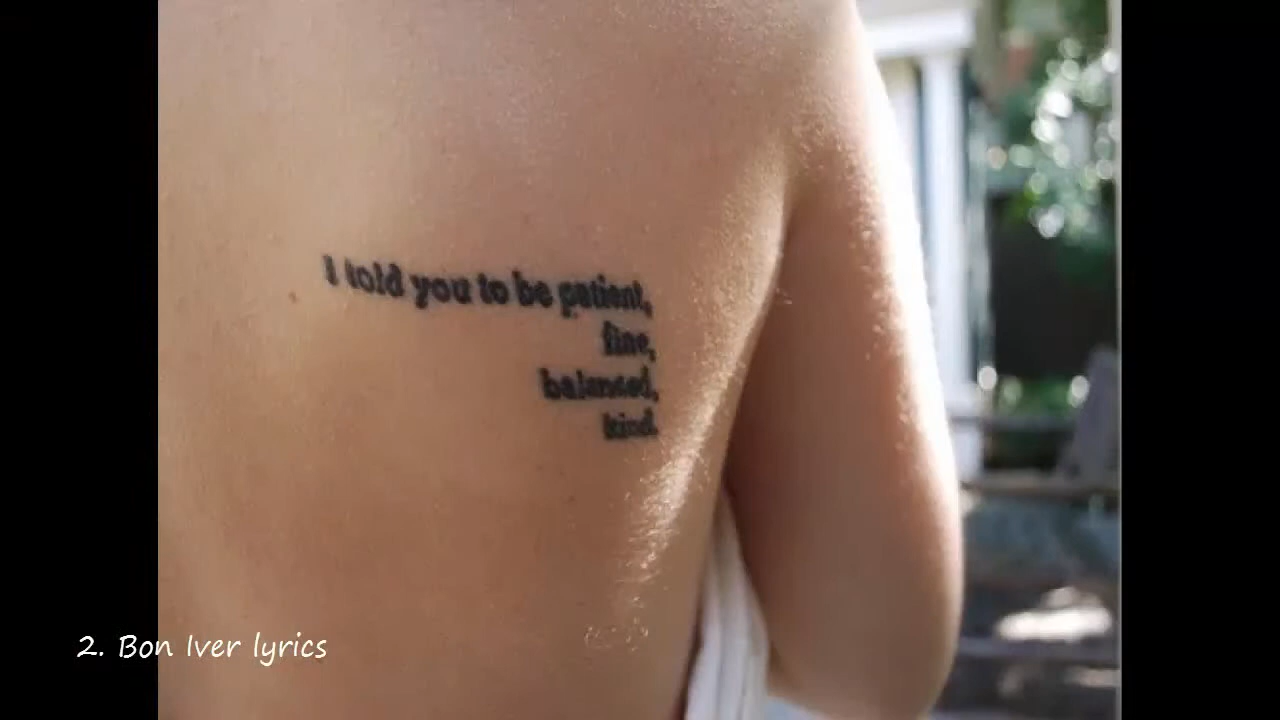 I told you to be patient,
fine,
balanced,
kind.
2. Bon Iver lyrics